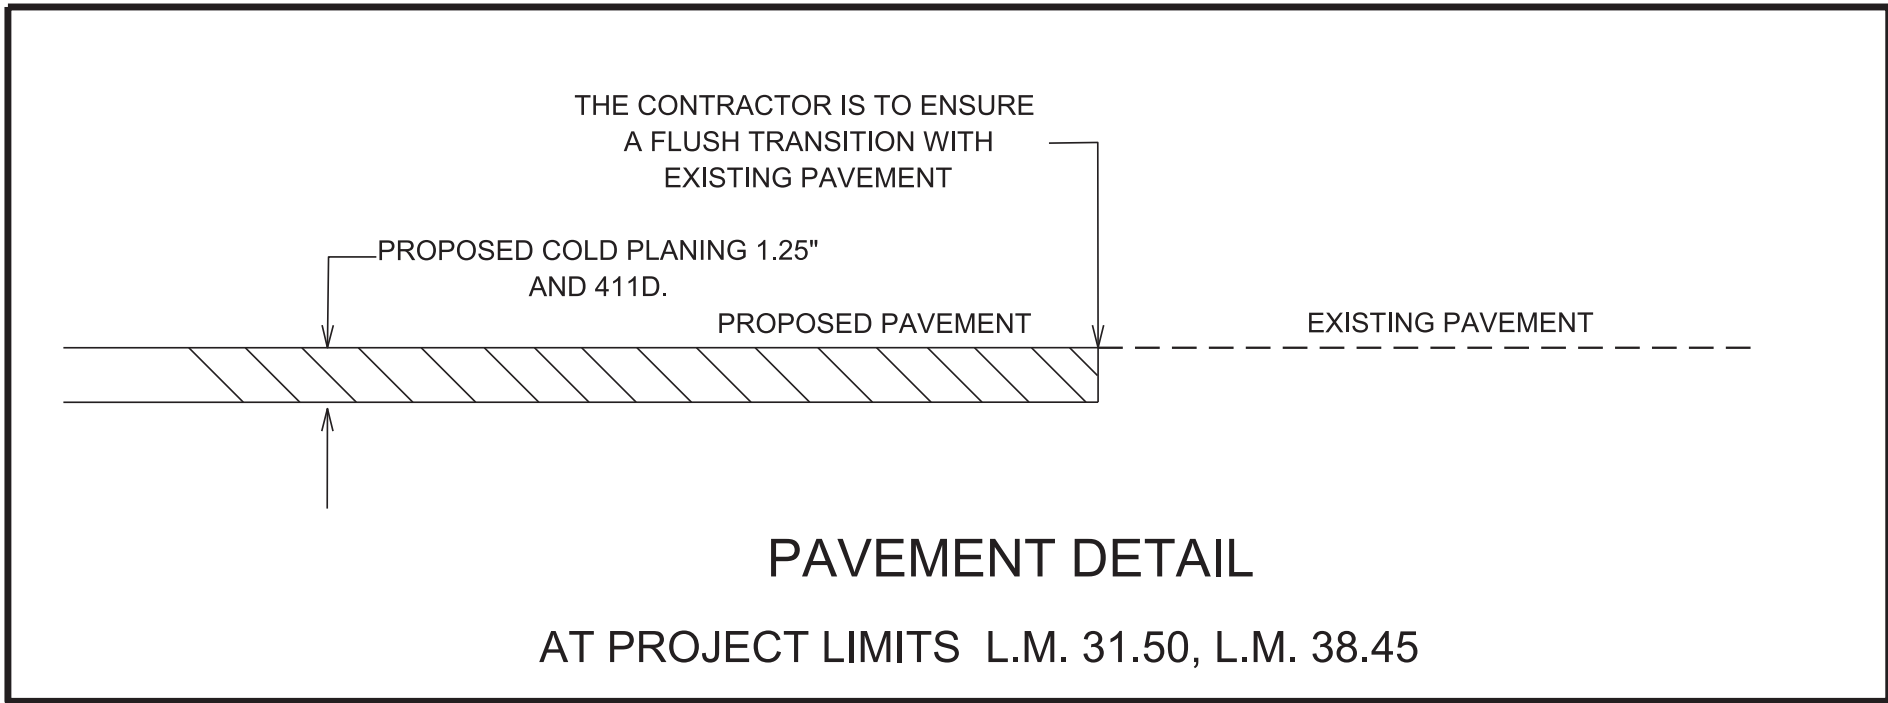 THE CONTRACTOR IS TO ENSURE
A FLUSH TRANSITION WITH
EXISTING PAVEMENT
PROPOSED COLD PLANING 1.25"
AND 411D.
PROPOSED PAVEMENT
EXISTING PAVEMENT
PAVEMENT DETAIL
AT PROJECT LIMITS L.M. 31.50, L.M. 38.45